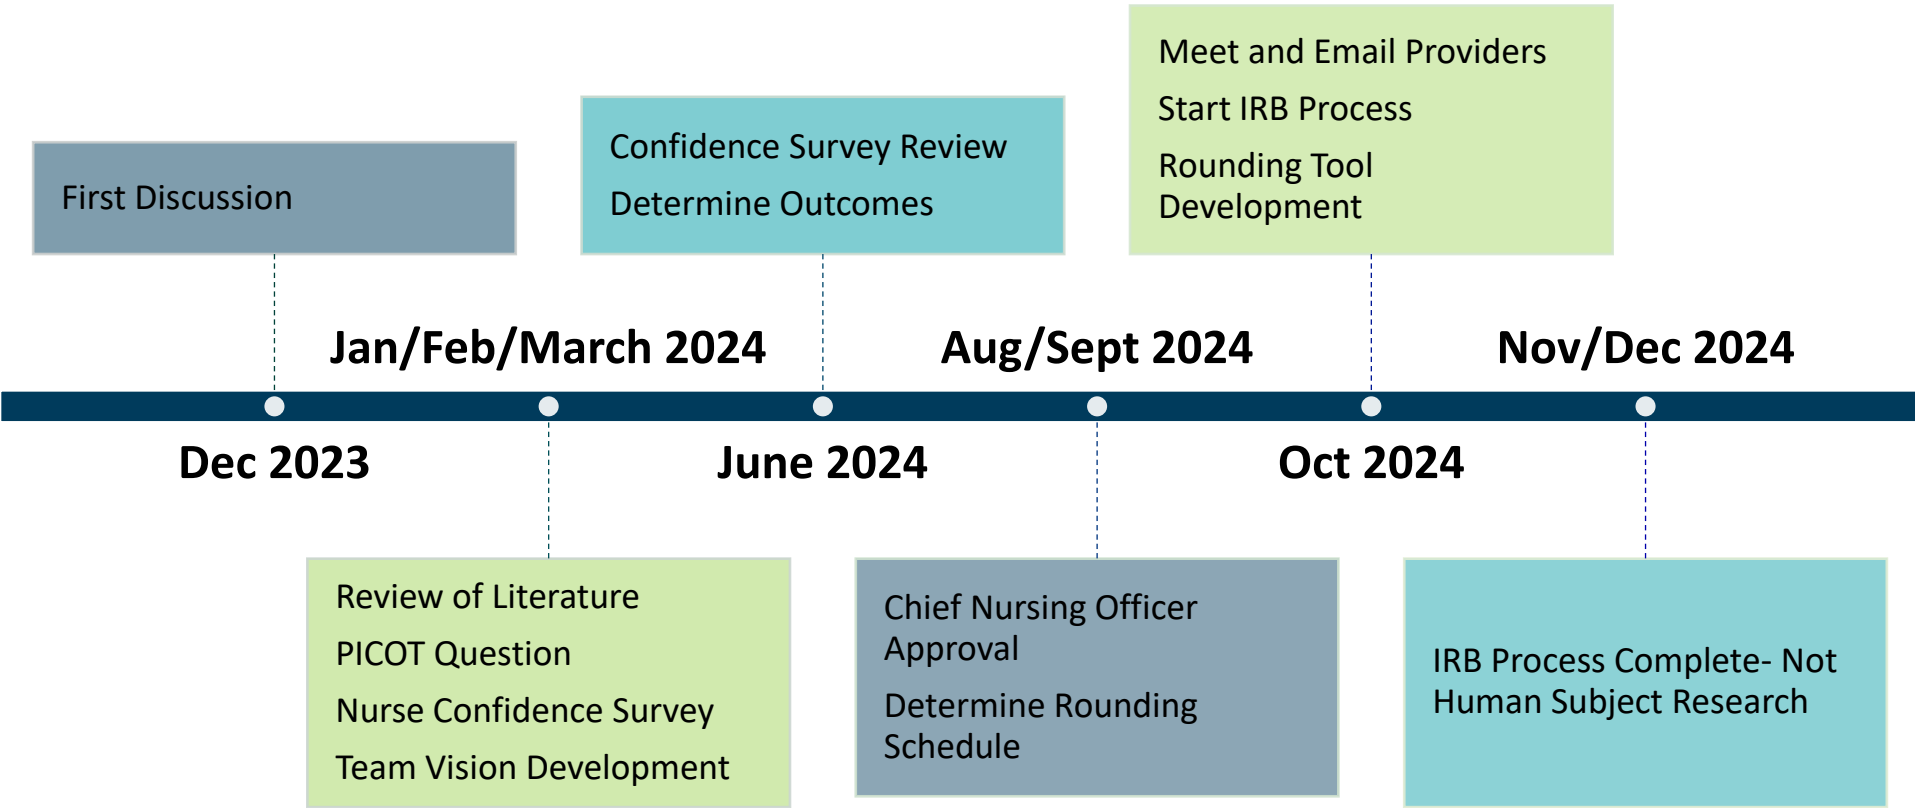 First Discussion
Confidence Survey Review
Determine Outcomes
Meet and Email Providers
Start IRB Process
Rounding Tool
Development
Jan/Feb/March 2024
Aug/Sept 2024
Nov/Dec 2024
Dec 2023
June 2024
Oct 2024
Review of Literature
PICOT Question
Nurse Confidence Survey
Team Vision Development
Chief Nursing Officer
Approval
Determine Rounding
Schedule
IRB Process Complete- Not
Human Subject Research